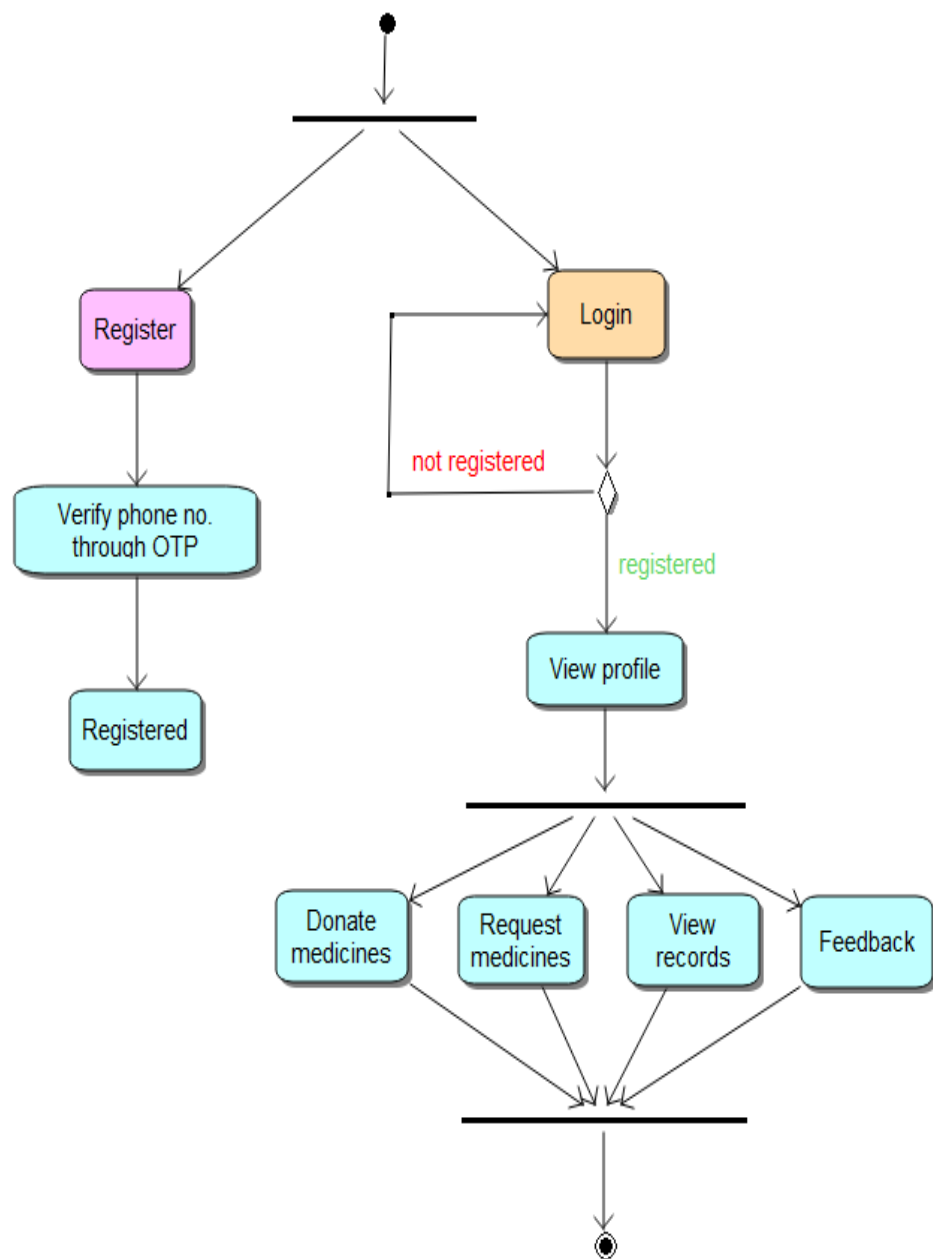 Register
Login
not registered
Verify phone no.
through OTP
registered
View profile
Registered
Donate
medicines
Request
medicines
View
records
Feedback